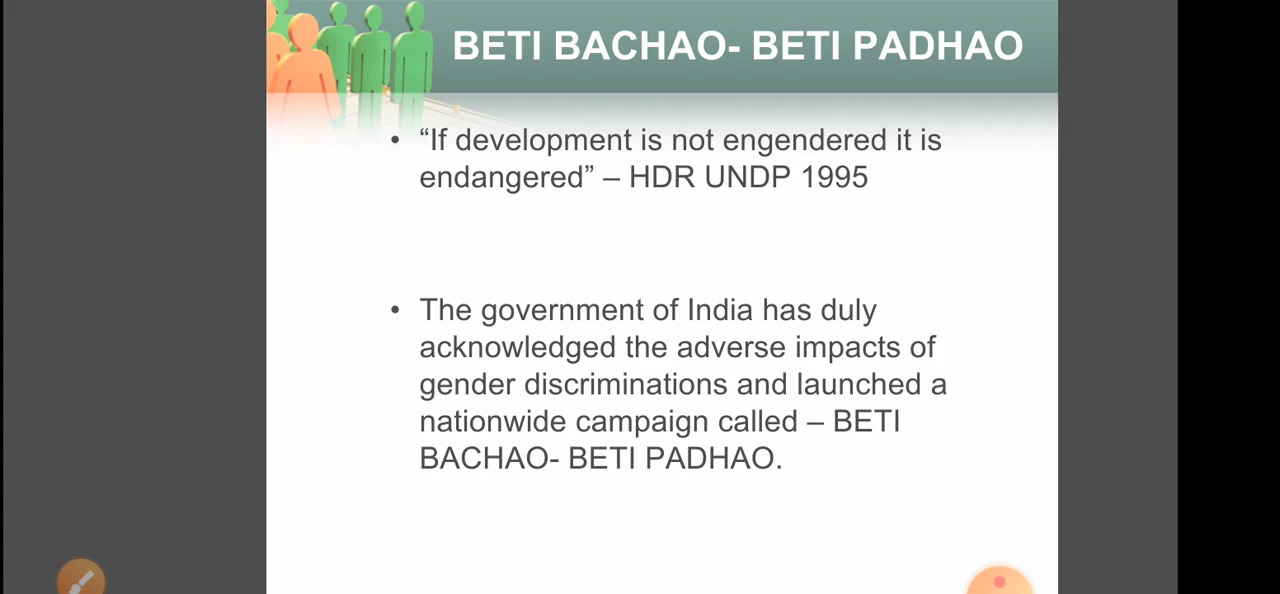 BETI BACHAO- BETI PADHAO
• “If development is not engendered it is
endangered” – HDR UNDP 1995
• The government of India has duly
acknowledged the adverse impacts of
gender discriminations and launched a
nationwide campaign called – BETI
BACHAO- BETI PADHAO.